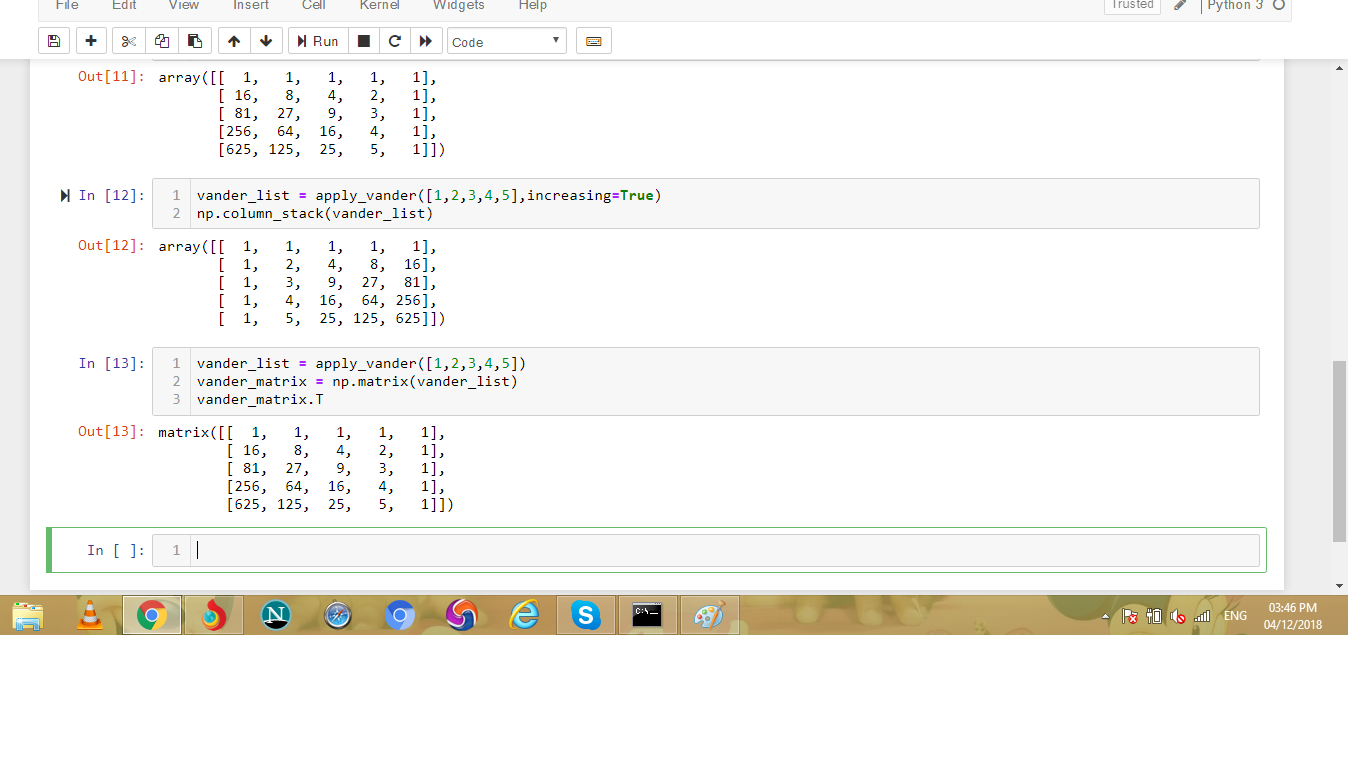 File Edit View Insert Cell Kernel Widgets Help Trusted Python 3
Run Code
Out[11]: array([[  1,   1,   1,   1,   1],
[ 16,   8,   4,   2,   1],
[ 81,  27,   9,   3,   1],
[256,  64,  16,   4,   1],
[625, 125,  25,   5,   1]])
In [12]: 1 vander_list = apply_vander([1,2,3,4,5],increasing=True)
2 np.column_stack(vander_list)
Out[12]: array([[  1,   1,   1,   1,   1],
[  1,   2,   4,   8,  16],
[  1,   3,   9,  27,  81],
[  1,   4,  16,  64, 256],
[  1,   5,  25, 125, 625]])
In [13]: 1 vander_list = apply_vander([1,2,3,4,5])
2 vander_matrix = np.matrix(vander_list)
3 vander_matrix.T
Out[13]: matrix([[  1,   1,   1,   1,   1],
[ 16,   8,   4,   2,   1],
[ 81,  27,   9,   3,   1],
[256,  64,  16,   4,   1],
[625, 125,  25,   5,   1]])
In [ ]: 1
N S C:\ ENG 03:46 PM
04/12/2018